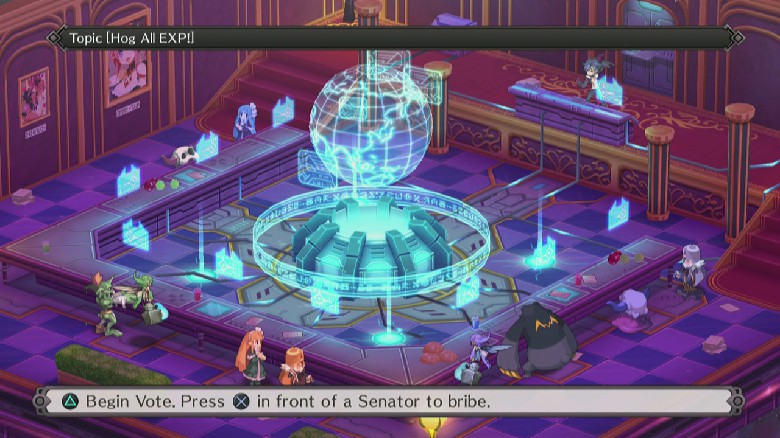 Topic [Hog All EXP!]
Begin Vote. Press in front of a Senator to bribe.